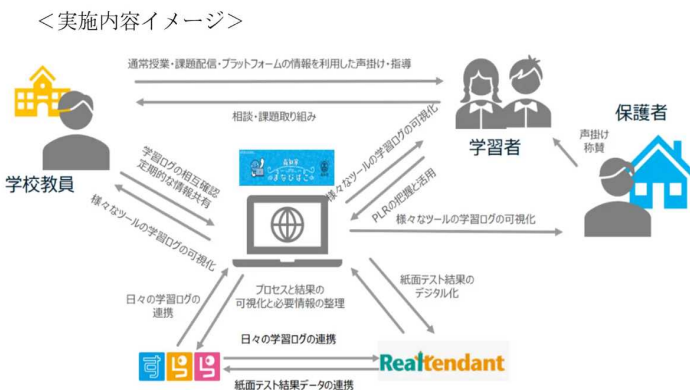 ＜実施内容イメージ＞
通常授業・課題配信・プラットフォームの情報を利用した声掛け・指導
相談・課題取り組み
学校教員
学習者
保護者
声掛け
称賛
学習ログの相互確認
定期的な情報共有
様々なツールの学習ログの可視化
様々なツールの学習ログの可視化
PLRの把握と活用
様々なツールの学習ログの可視化
日々の学習ログの
連携
プロセスと結果の
可視化と必要情報の整理
紙面テスト結果の
デジタル化
すらら
日々の学習ログの連携
紙面テスト結果データの連携
Realtendant